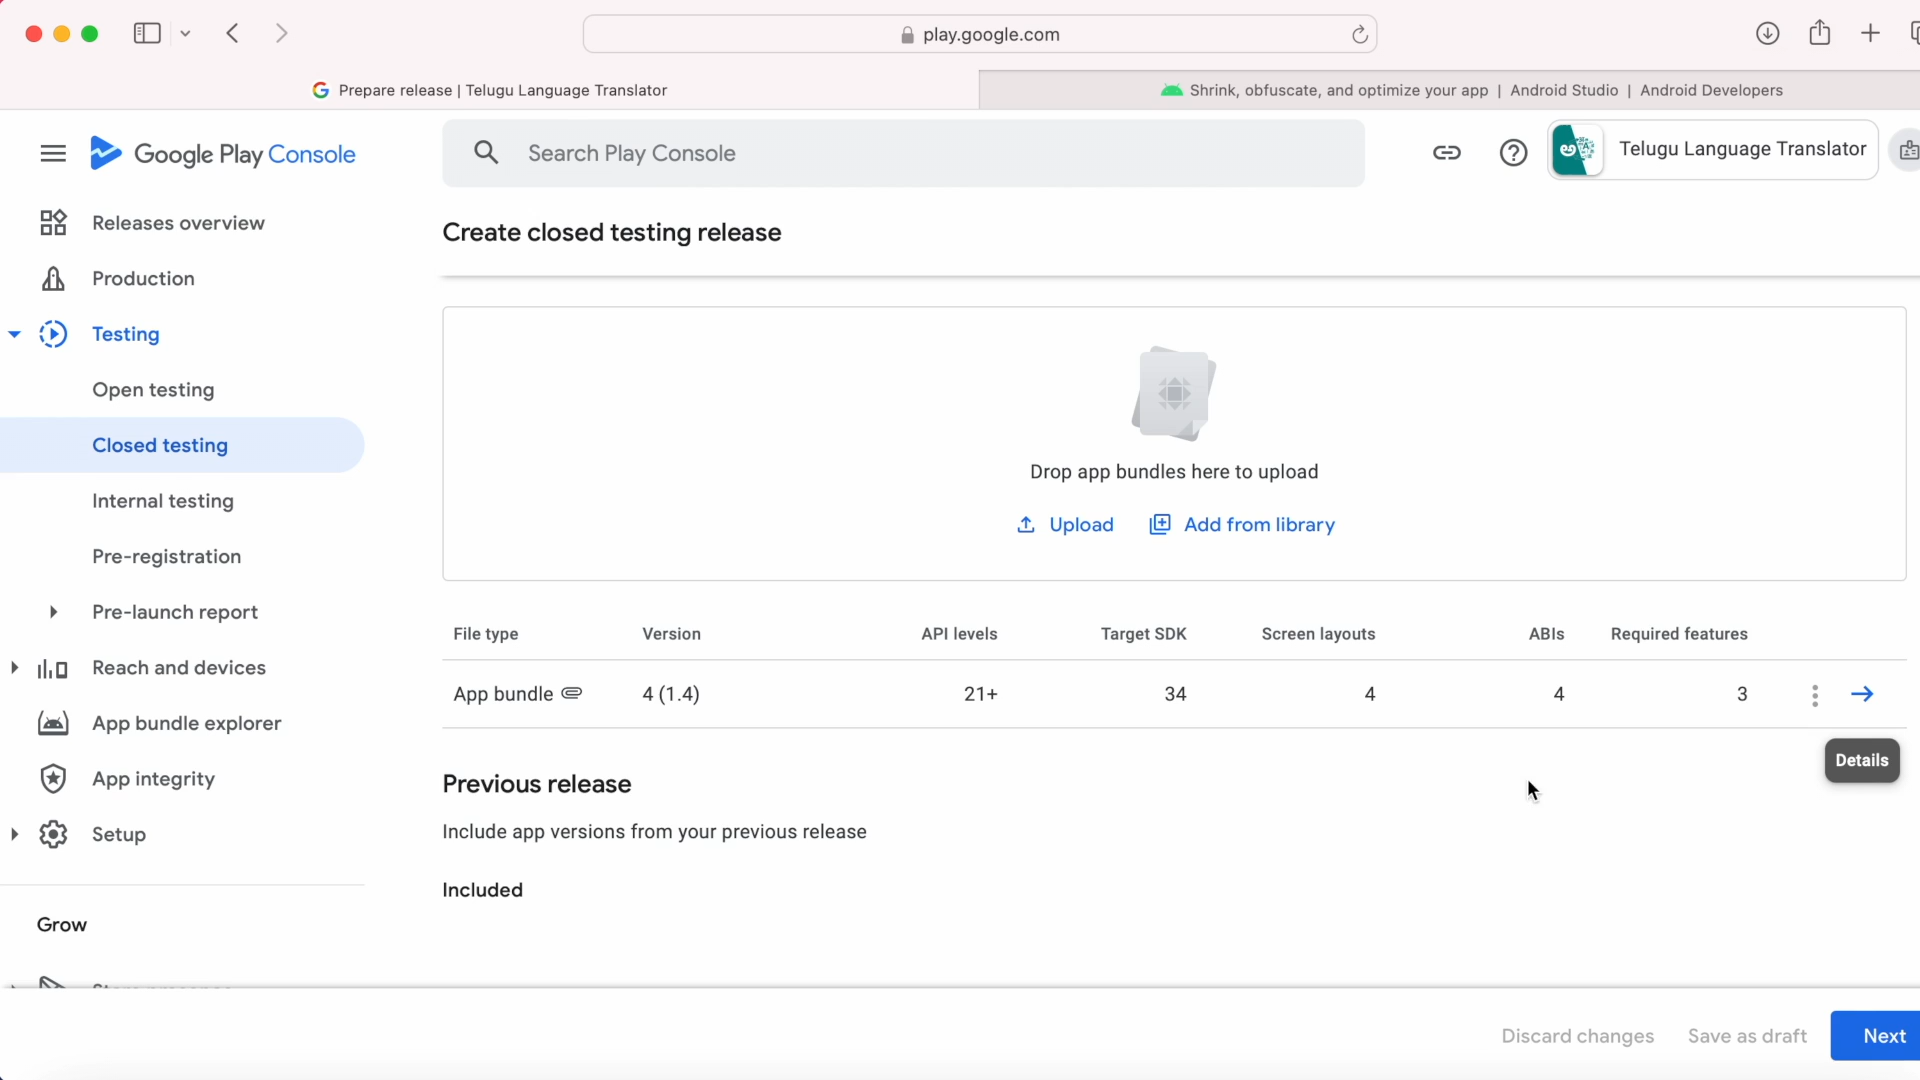 play.google.com
Prepare release | Telugu Language Translator
Shrink, obfuscate, and optimize your app | Android Studio | Android Developers
Google Play Console
Search Play Console
Telugu Language Translator
Releases overview
Production
Testing
Open testing
Closed testing
Internal testing
Pre-registration
Pre-launch report
Reach and devices
App bundle explorer
App integrity
Setup
Grow
Create closed testing release
Drop app bundles here to upload
Upload
Add from library
File type Version API levels Target SDK Screen layouts ABIs Required features
App bundle 4 (1.4) 21+ 34 4 4 3
Details
Previous release
Include app versions from your previous release
Included
Discard changes
Save as draft
Next